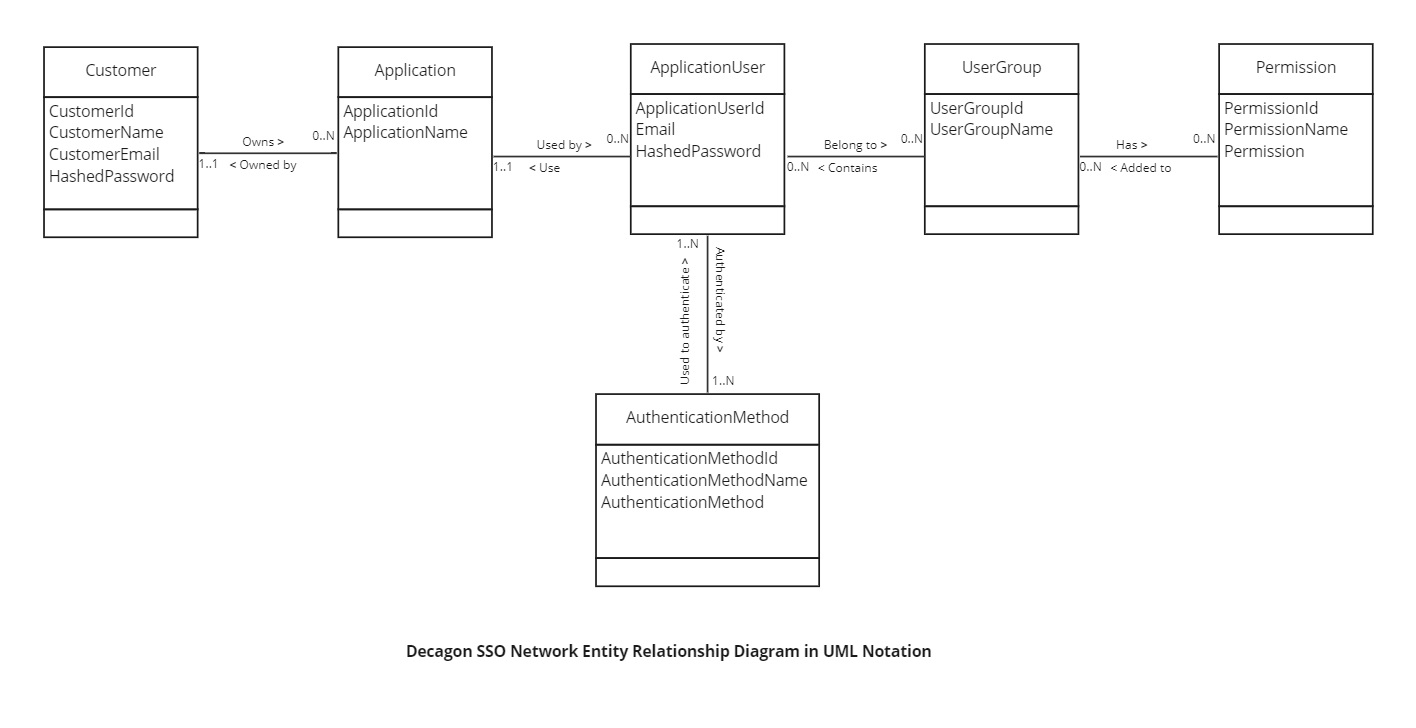 Customer
CustomerId
CustomerName
CustomerEmail
HashedPassword
Owns >
0..N
1..1
< Owned by
Application
ApplicationId
ApplicationName
Used by >
0..N
1..1
< Use
ApplicationUser
ApplicationUserId
Email
HashedPassword
Belong to >
0..N
0..N
< Contains
UserGroup
UserGroupId
UserGroupName
Has >
0..N
0..N
< Added to
Permission
PermissionId
PermissionName
Permission
1..N
Used to authenticate >
Authenticated by >
1..N
AuthenticationMethod
AuthenticationMethodId
AuthenticationMethodName
AuthenticationMethod
Decagon SSO Network Entity Relationship Diagram in UML Notation